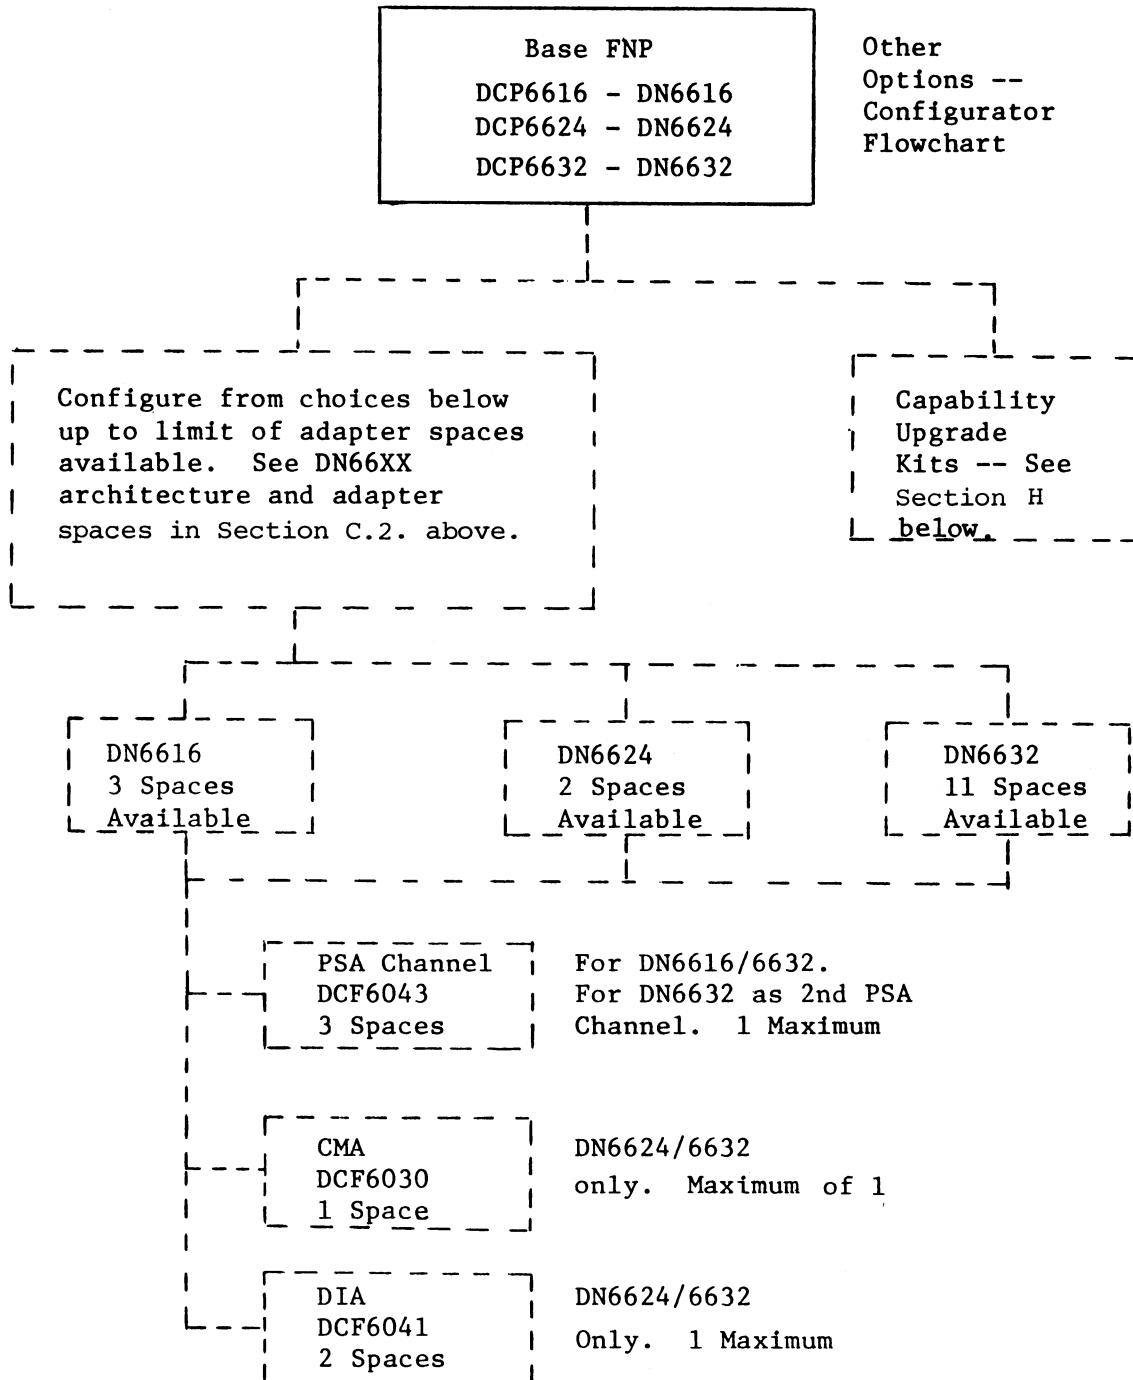 Base FNP
DCP6616 - DN6616
DCP6624 - DN6624
DCP6632 - DN6632
Other
Options --
Configurator
Flowchart
Configure from choices below
up to limit of adapter spaces
available. See DN66XX
architecture and adapter
spaces in Section C.2. above.
Capability
Upgrade
Kits -- See
Section H
below.
DN6616
3 Spaces
Available
DN6624
2 Spaces
Available
DN6632
11 Spaces
Available
PSA Channel
DCF6043
3 Spaces
For DN6616/6632.
For DN6632 as 2nd PSA
Channel. 1 Maximum
CMA
DCF6030
1 Space
DN6624/6632
only. Maximum of 1
DIA
DCF6041
2 Spaces
DN6624/6632
Only. 1 Maximum